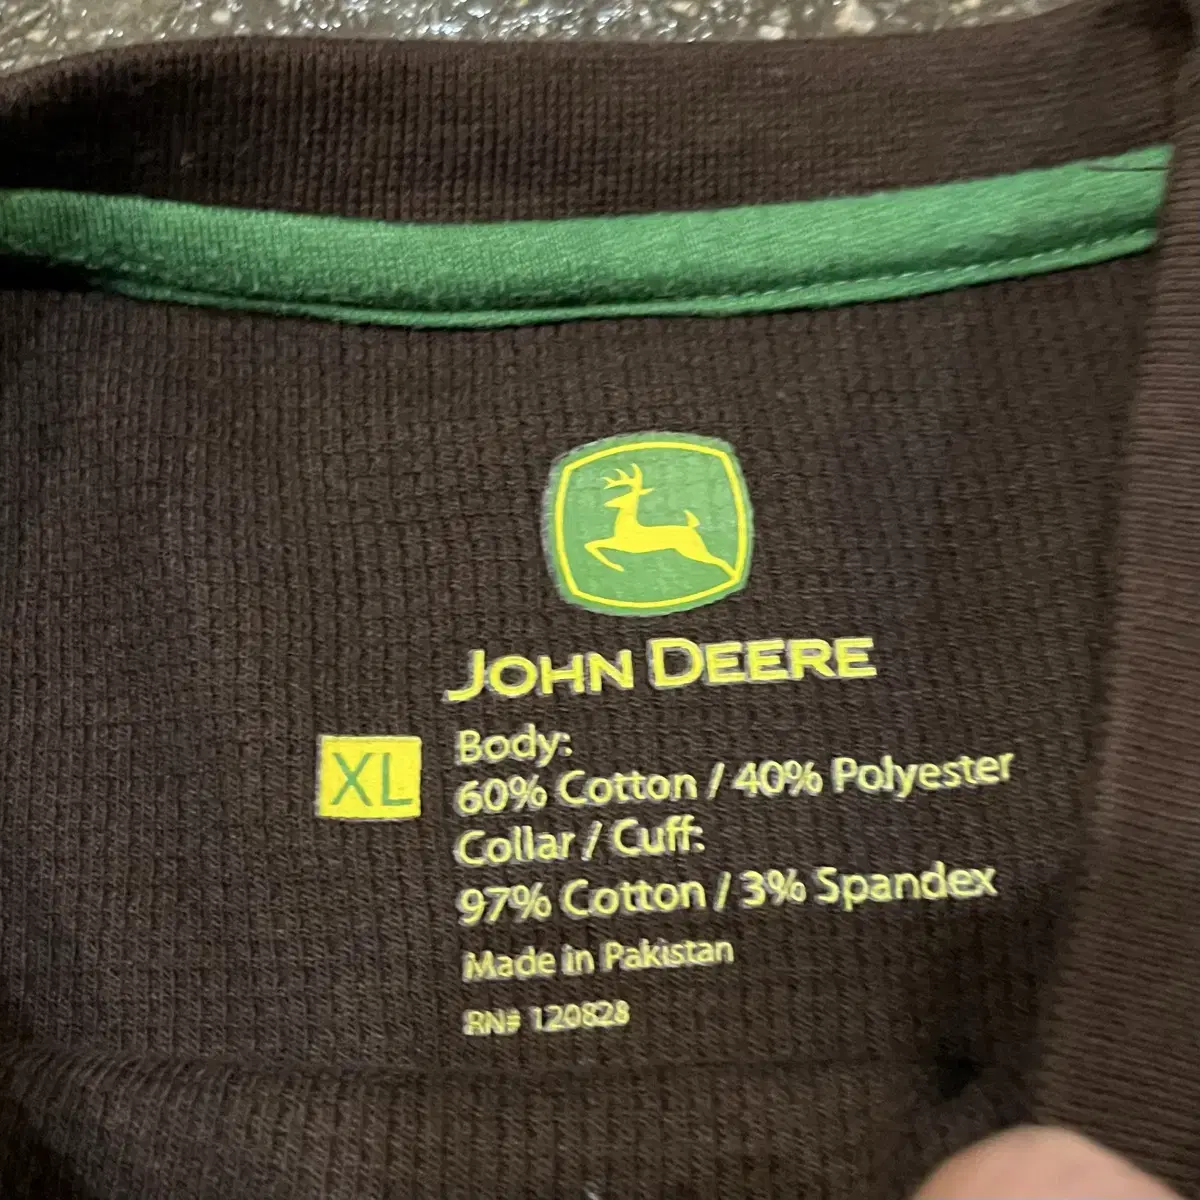 JOHN DEERE
XL
Body:
60% Cotton / 40% Polyester
Collar / Cuff:
97% Cotton / 3% Spandex
Made in Pakistan
RN# 120828